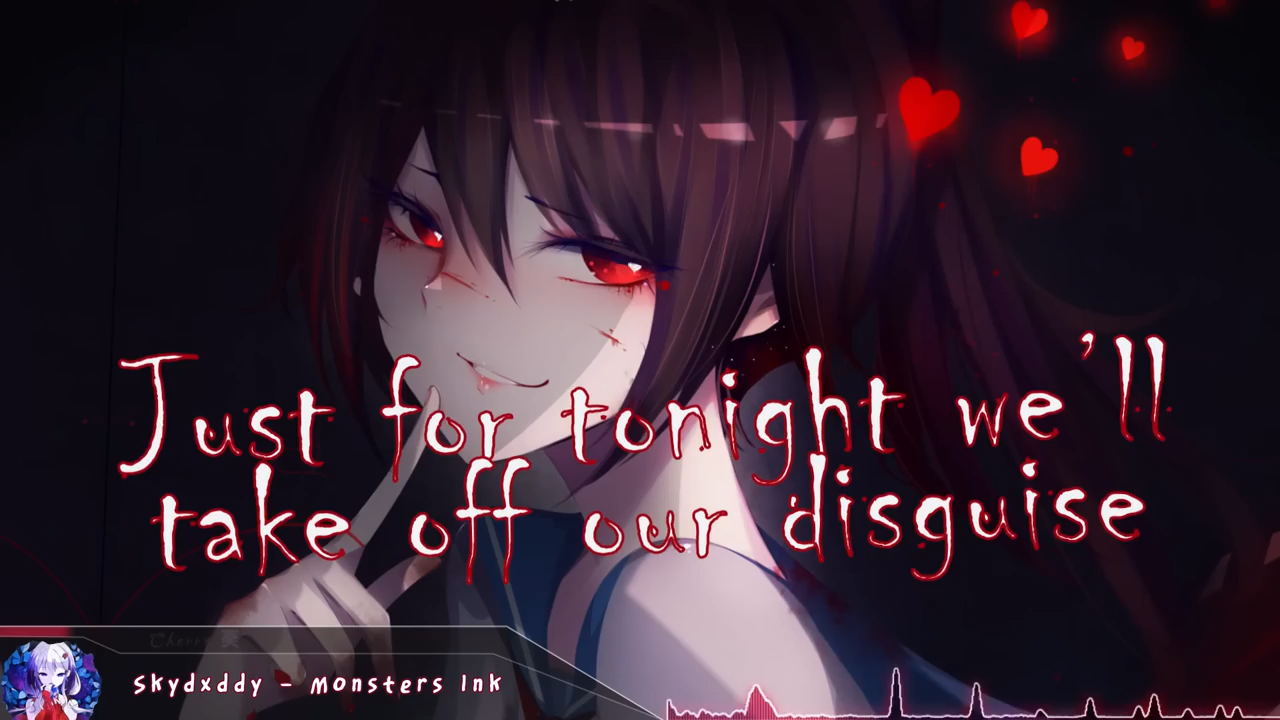 Just for tonight we'll
take off our disguise
Skydxddy - Monsters Ink